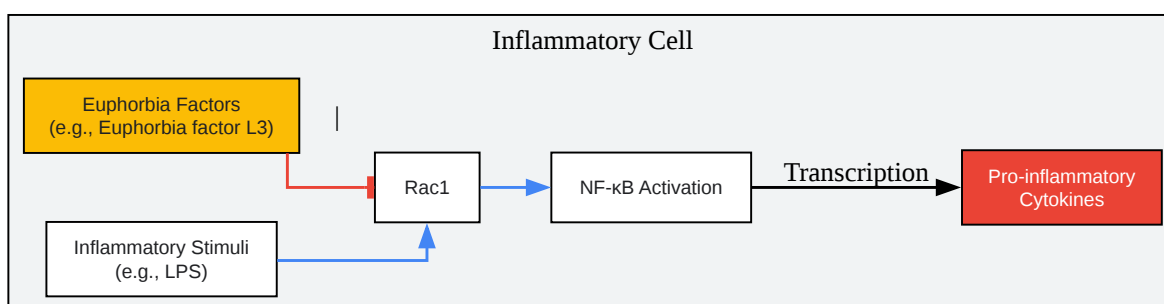 Inflammatory Cell
Euphorbia Factors
(e.g., Euphorbia factor L3)
|
Rac1
NF-κB Activation
Transcription
Pro-inflammatory
Cytokines
Inflammatory Stimuli
(e.g., LPS)